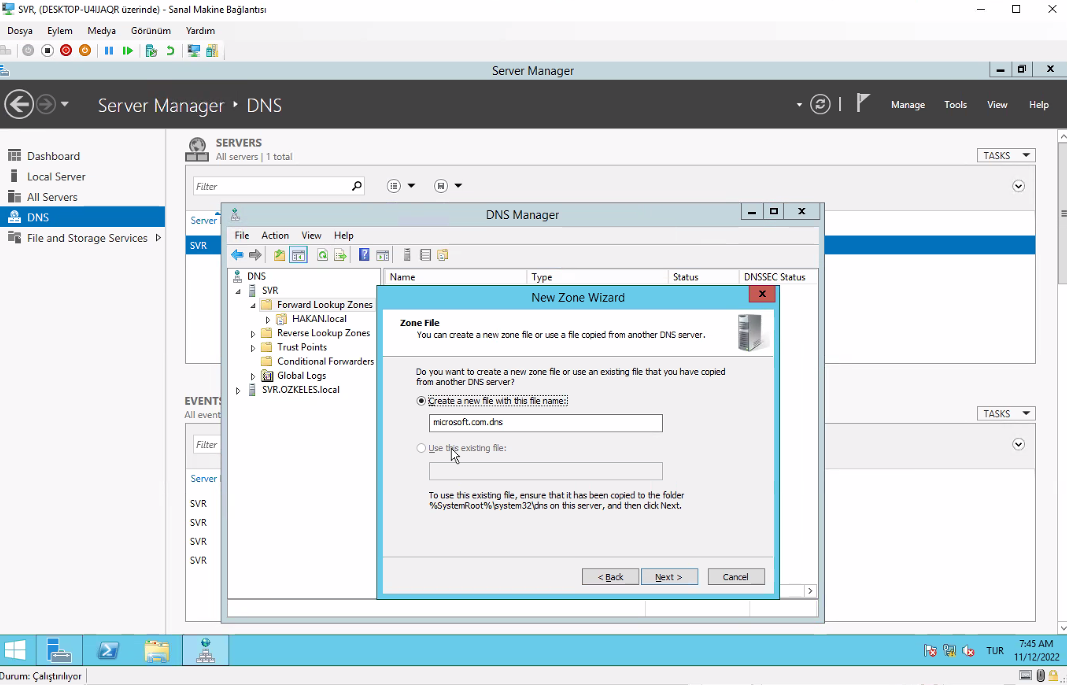 SVR, (DESKTOP-U4IJAQR üzerinde) - Sanal Makine Bağlantısı
Dosya Eylem Medya Görünüm Yardım
Server Manager
Server Manager ‣ DNS
Manage Tools View Help
Dashboard
Local Server
All Servers
DNS
File and Storage Services
SERVERS
All servers | 1 total
TASKS
Filter
Server
SVR
DNS Manager
File Action View Help
DNS
SVR
Forward Lookup Zones
HAKAN.local
Reverse Lookup Zones
Trust Points
Conditional Forwarders
Global Logs
SVR.OZKELES.local
Name Type Status DNSSEC Status
New Zone Wizard
Zone File
You can create a new zone file or use a file copied from another DNS server.
Do you want to create a new zone file or use an existing file that you have copied
from another DNS server?
Create a new file with this file name:
microsoft.com.dns
Use this existing file:
To use this existing file, ensure that it has been copied to the folder
%SystemRoot%\system32\dns on this server, and then click Next.
< Back Next > Cancel
EVENTS
All event
TASKS
Filter
Server
SVR
SVR
SVR
SVR
TUR
7:45 AM
11/12/2022
Durum: Çalıştırılıyor